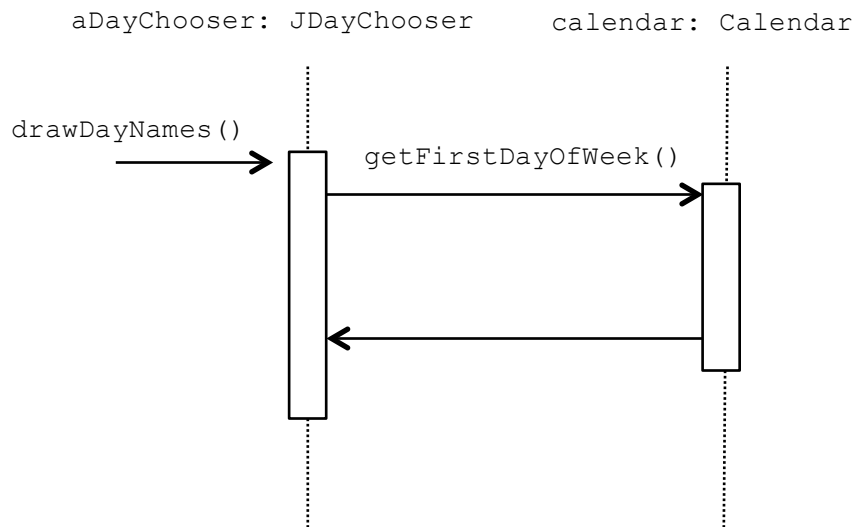 aDayChooser: JDayChooser
calendar: Calendar
drawDayNames()
getFirstDayOfWeek()